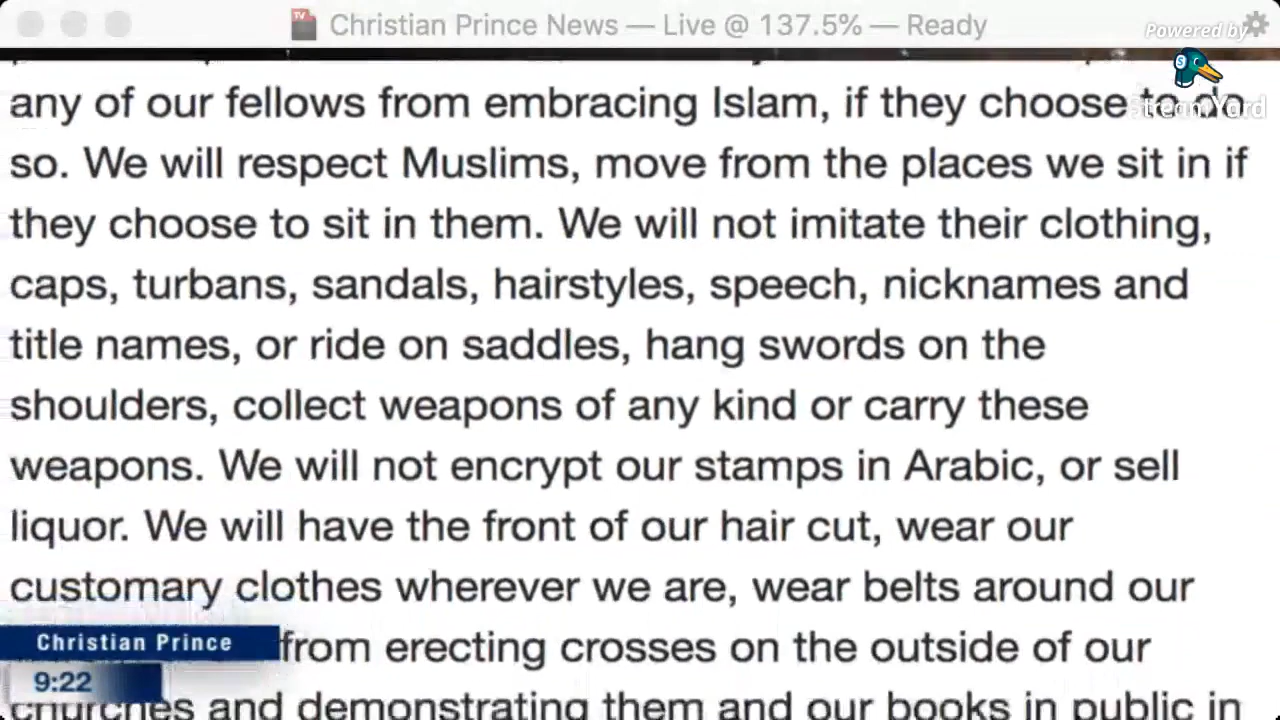 Christian Prince News — Live @ 137.5% — Ready
Powered by
StreamYard
any of our fellows from embracing Islam, if they choose to do
so. We will respect Muslims, move from the places we sit in if
they choose to sit in them. We will not imitate their clothing,
caps, turbans, sandals, hairstyles, speech, nicknames and
title names, or ride on saddles, hang swords on the
shoulders, collect weapons of any kind or carry these
weapons. We will not encrypt our stamps in Arabic, or sell
liquor. We will have the front of our hair cut, wear our
customary clothes wherever we are, wear belts around our
from erecting crosses on the outside of our
churches and demonstrating them and our books in public in
Christian Prince
9:22